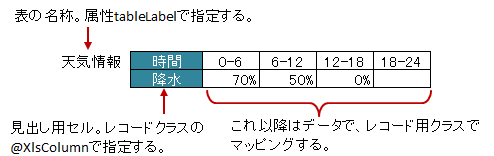 表の名称。属性tableLabelで指定する。
天気情報 時間 0-6 6-12 12-18 18-24
降水 70% 50% 0%
見出し用セル。レコードクラスの
@XlsColumnで指定する。
これ以降はデータで、レコード用クラスで
マッピングする。